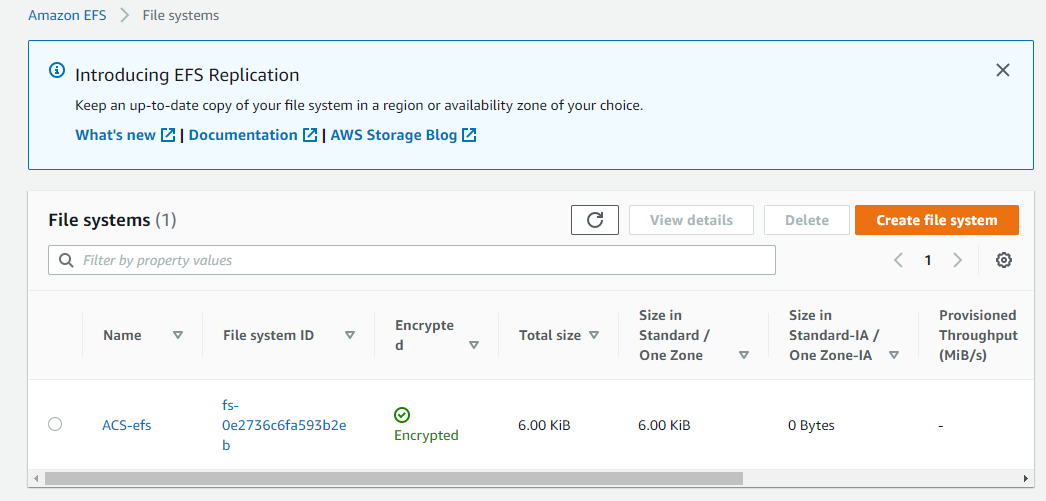 Amazon EFS > File systems
Introducing EFS Replication
Keep an up-to-date copy of your file system in a region or availability zone of your choice.
What's new | Documentation | AWS Storage Blog
File systems (1)
View details
Delete
Create file system
Filter by property values
1
Name
File system ID
Encrypte
d
Total size
Size in
Standard /
One Zone
Size in
Standard-IA /
One Zone-IA
Provisioned
Throughput
(MiB/s)
ACS-efs
fs-
0e2736c6fa593b2e
b
Encrypted
6.00 KiB
6.00 KiB
0 Bytes
-